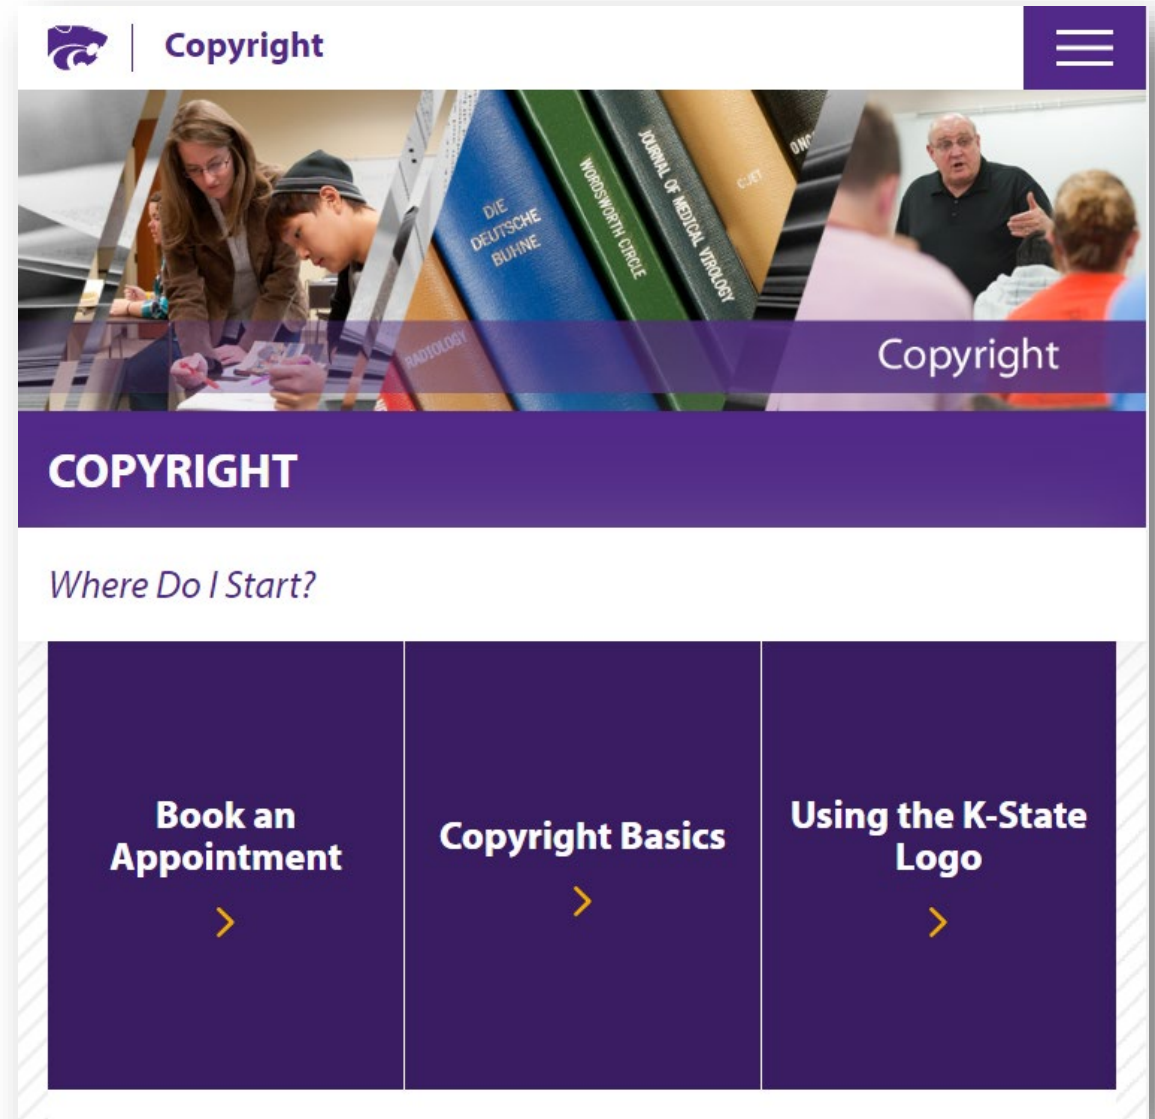 Copyright
DIE
DEUTSCHE
BUHNE
WORDSWORTH CIRCLE
JOURNAL OF MEDICAL VIROLOGY
RADIOLOGY
Copyright
COPYRIGHT
Where Do I Start?
Book an
Appointment
Copyright Basics
Using the K-State
Logo